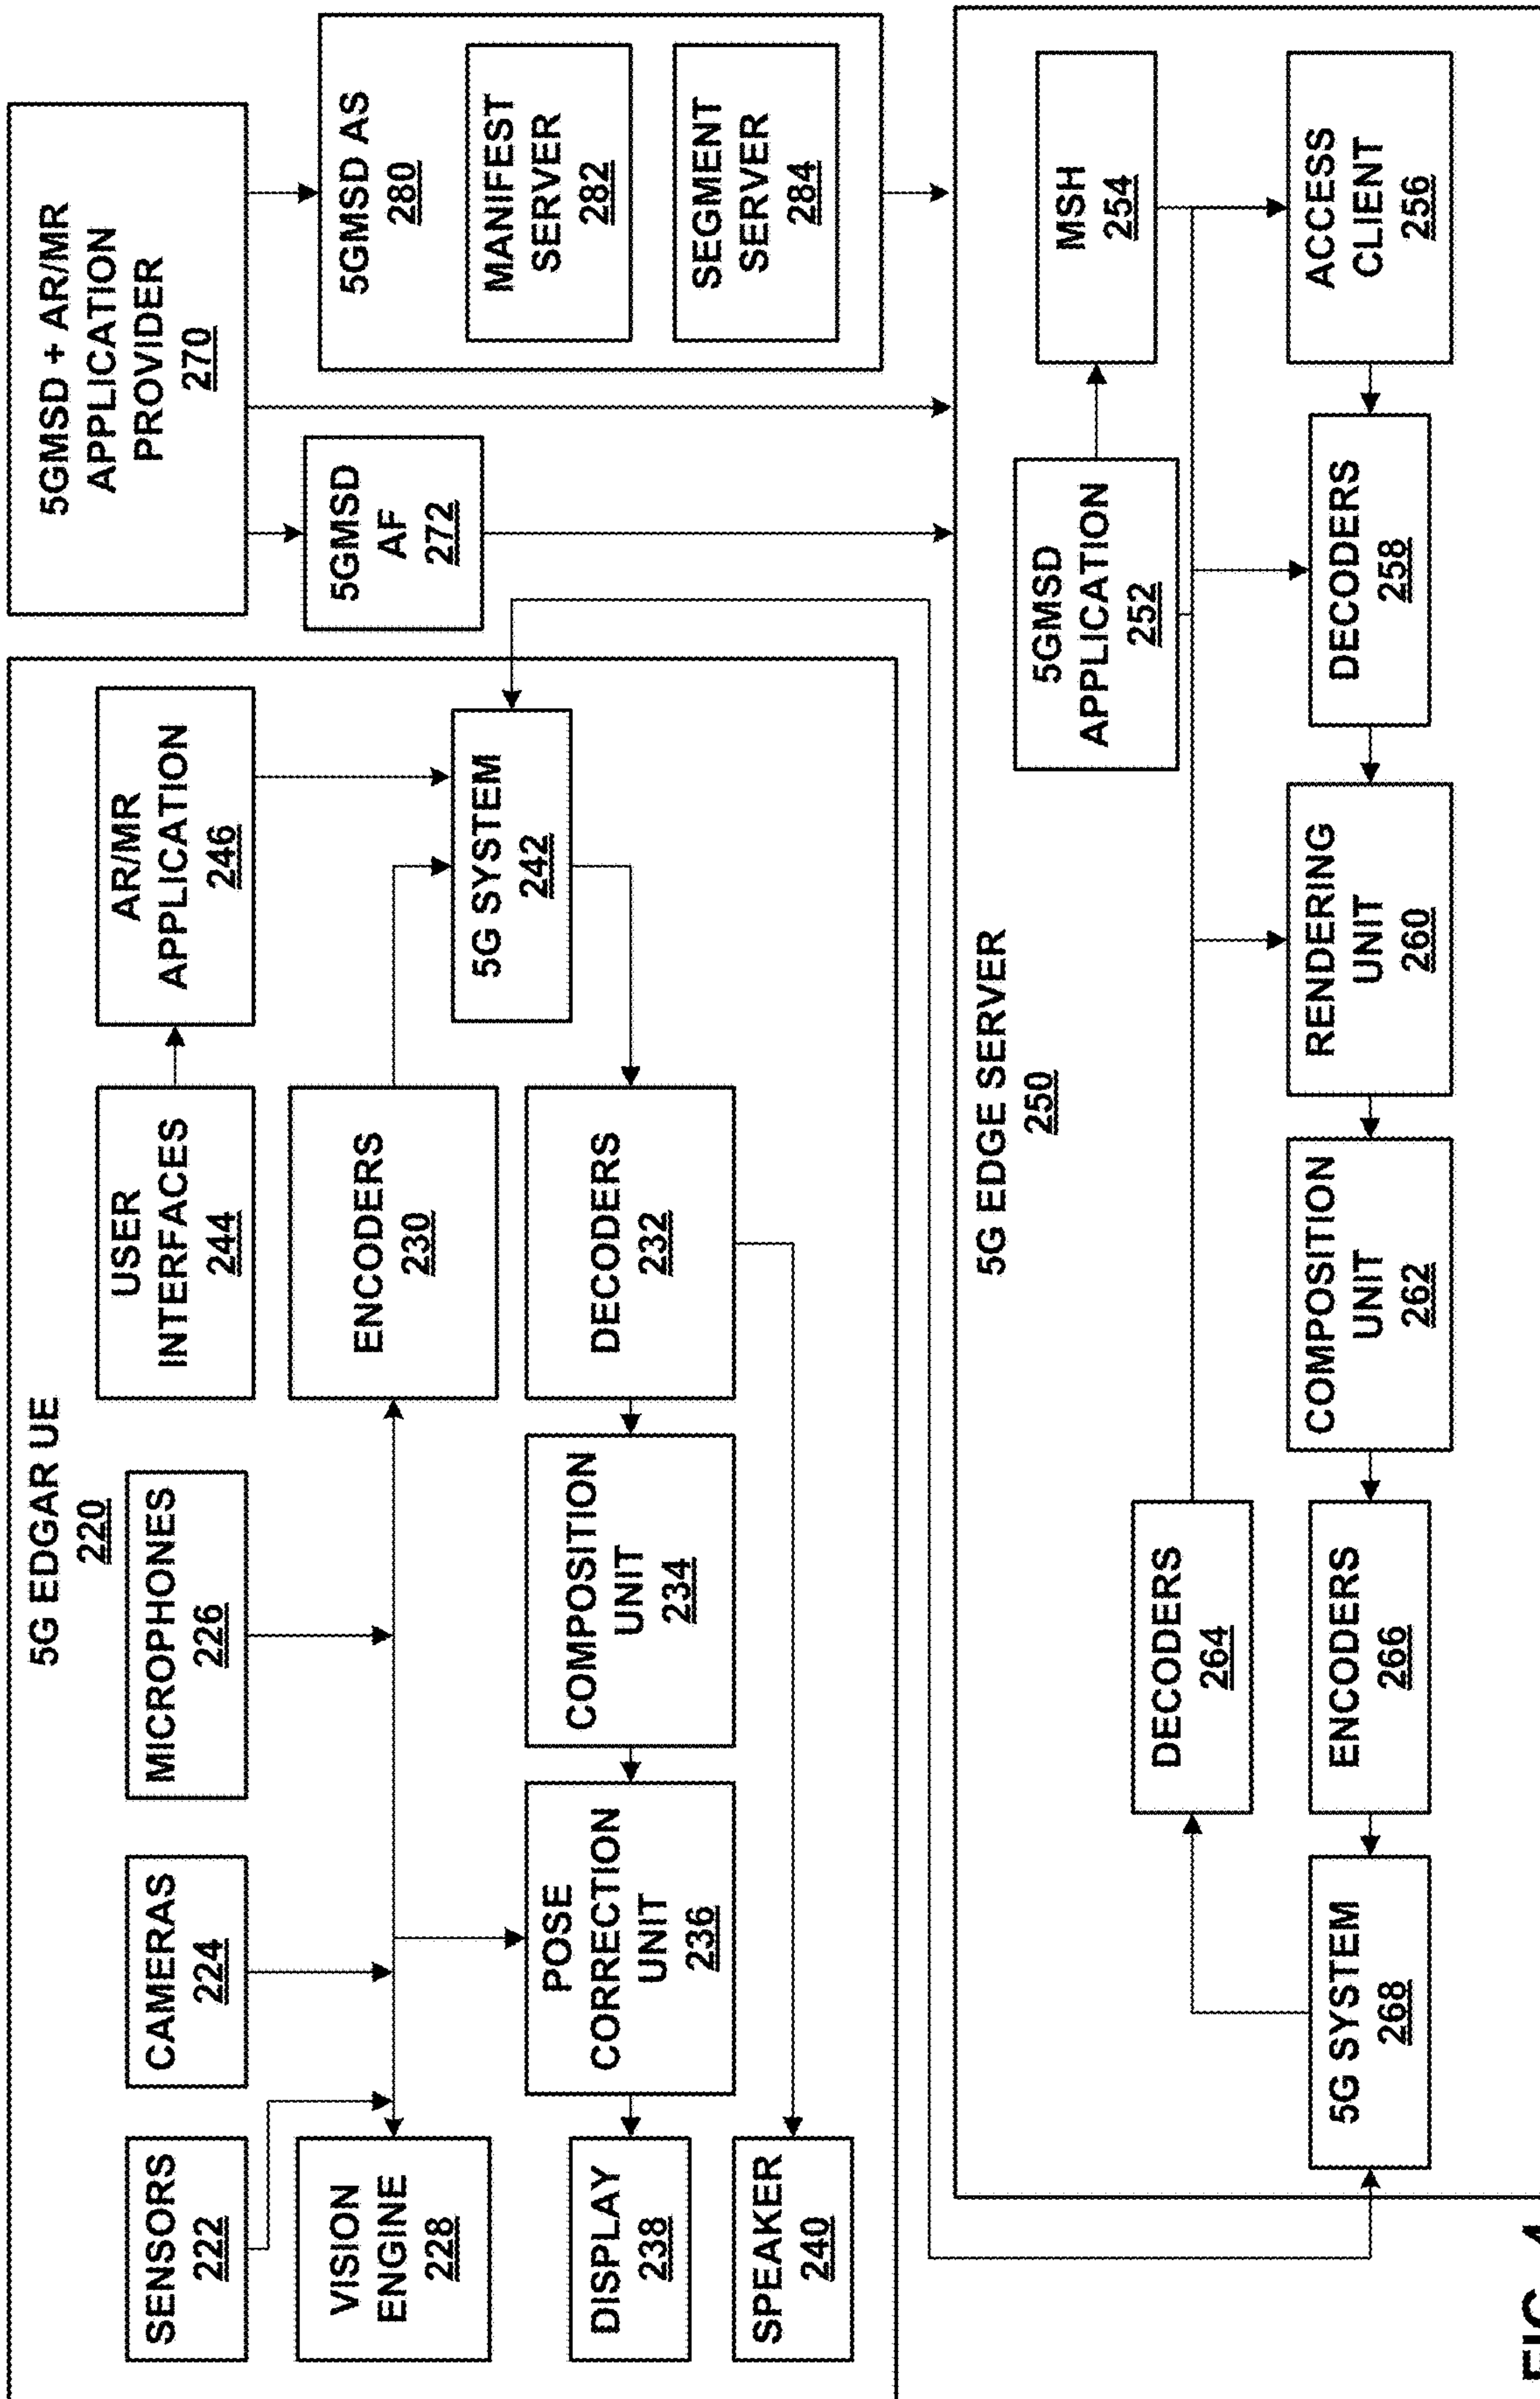 5G EDGAR UE
220
SENSORS
222
CAMERAS
224
MICROPHONES
226
USER
INTERFACES
244
AR/MR
APPLICATION
246
VISION
ENGINE
228
ENCODERS
230
5G SYSTEM
242
DISPLAY
238
POSE
CORRECTION
UNIT
236
COMPOSITION
UNIT
234
DECODERS
232
SPEAKER
240
5GMSD + AR/MR
APPLICATION
PROVIDER
270
5GMSD
AF
272
5GMSD AS
280
MANIFEST
SERVER
282
SEGMENT
SERVER
284
5G EDGE SERVER
250
5GMSD
APPLICATION
252
MSH
254
DECODERS
264
5G SYSTEM
268
ENCODERS
266
COMPOSITION
UNIT
262
RENDERING
UNIT
260
DECODERS
258
ACCESS
CLIENT
256